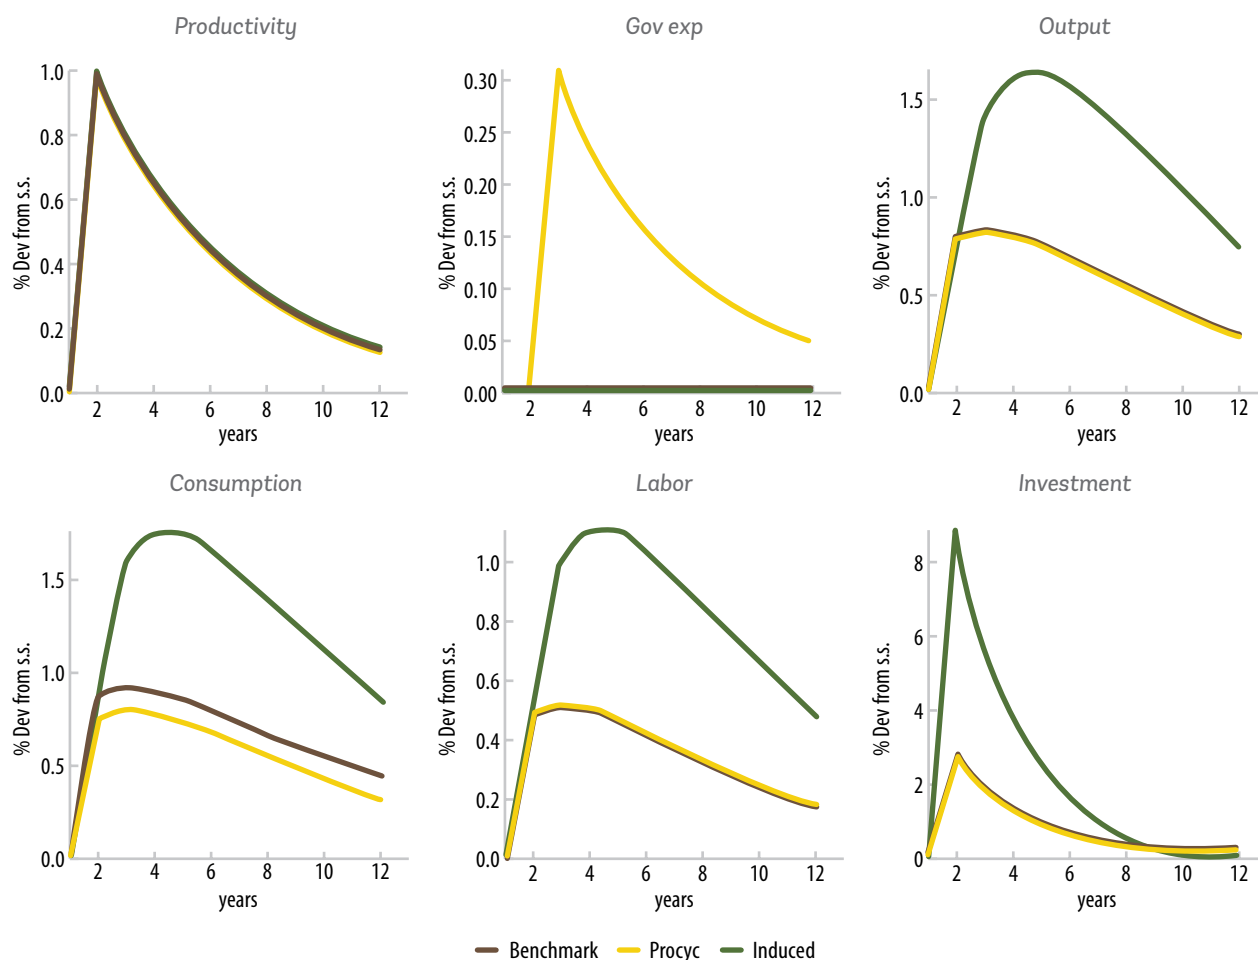 Productivity
Gov exp
Output
% Dev from s.s.
1.0
0.8
0.6
0.4
0.2
0.0
2 4 6 8 10 12
years
% Dev from s.s.
0.30
0.25
0.20
0.15
0.10
0.05
0.00
2 4 6 8 10 12
years
% Dev from s.s.
1.5
1.0
0.5
0.0
2 4 6 8 10 12
years
Consumption
Labor
Investment
% Dev from s.s.
1.5
1.0
0.5
0.0
2 4 6 8 10 12
years
% Dev from s.s.
1.0
0.8
0.6
0.4
0.2
0.0
2 4 6 8 10 12
years
% Dev from s.s.
8
6
4
2
0
2 4 6 8 10 12
years
Benchmark Procyc Induced